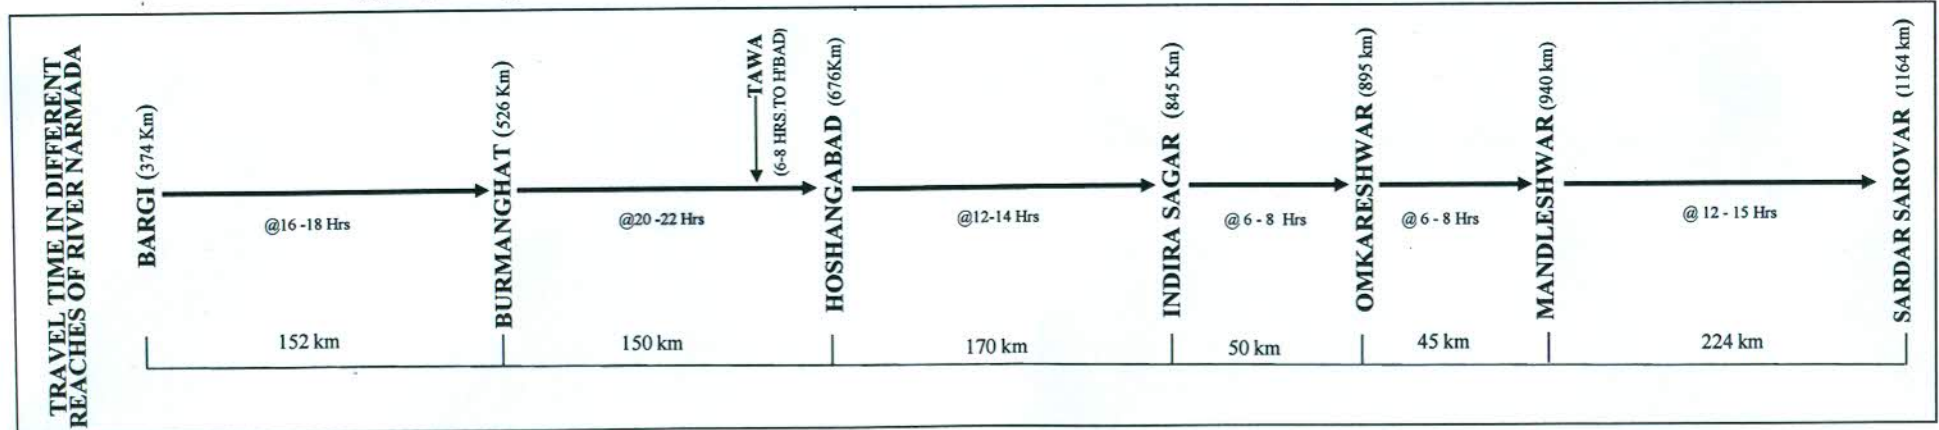 TRAVEL TIME IN DIFFERENT
REACHES OF RIVER NARMADA
BARGI (374 Km)
@16 -18 Hrs
152 km
BURMANGHAT (526 Km)
@20 -22 Hrs
150 km
TAWA
(6-8 HRS.TO H'BAD)
HOSHANGABAD (676Km)
@12-14 Hrs
170 km
INDIRA SAGAR (845 Km)
@ 6 - 8 Hrs
50 km
OMKARESHWAR (895 km)
@ 6 - 8 Hrs
45 km
MANDLESHWAR (940 km)
@ 12 - 15 Hrs
224 km
SARDAR SAROVAR (1164 km)